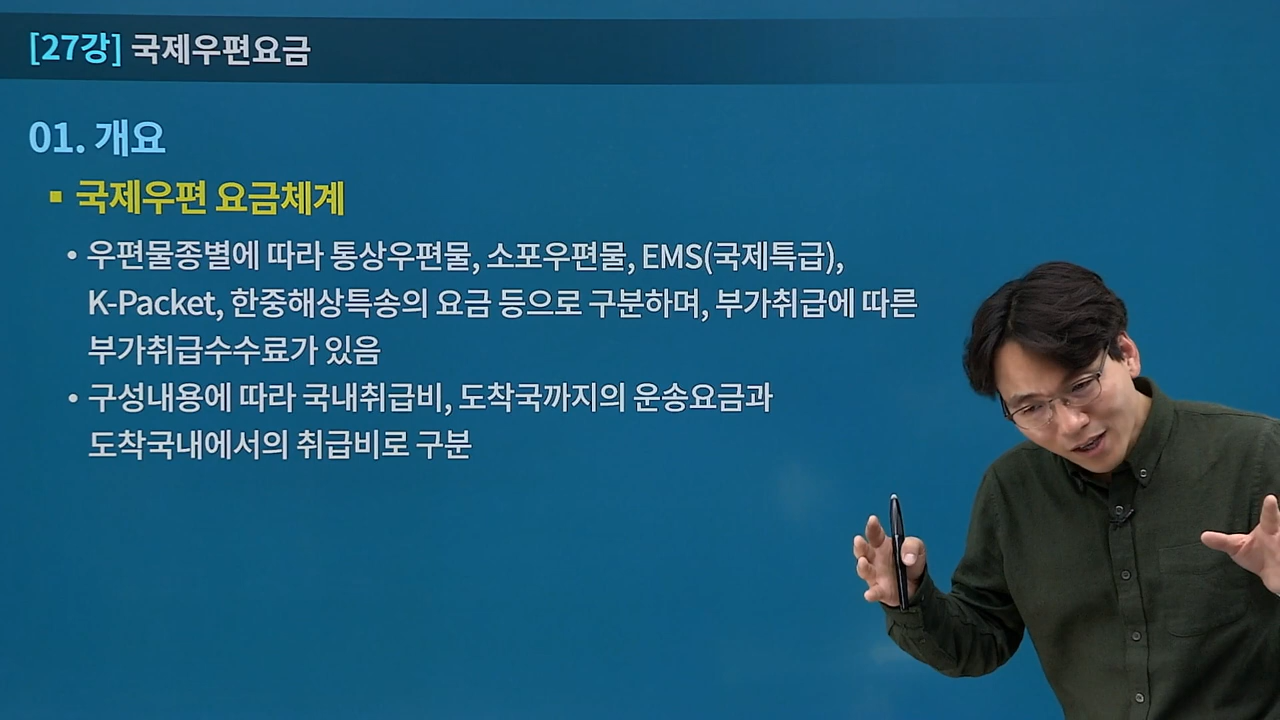 [27강] 국제우편요금
01. 개요
▪ 국제우편 요금체계
• 우편물종별에 따라 통상우편물, 소포우편물, EMS(국제특급),
K-Packet, 한중해상특송의 요금 등으로 구분하며, 부가취급에 따른
부가취급수수료가 있음
• 구성내용에 따라 국내취급비, 도착국까지의 운송요금과
도착국내에서의 취급비로 구분